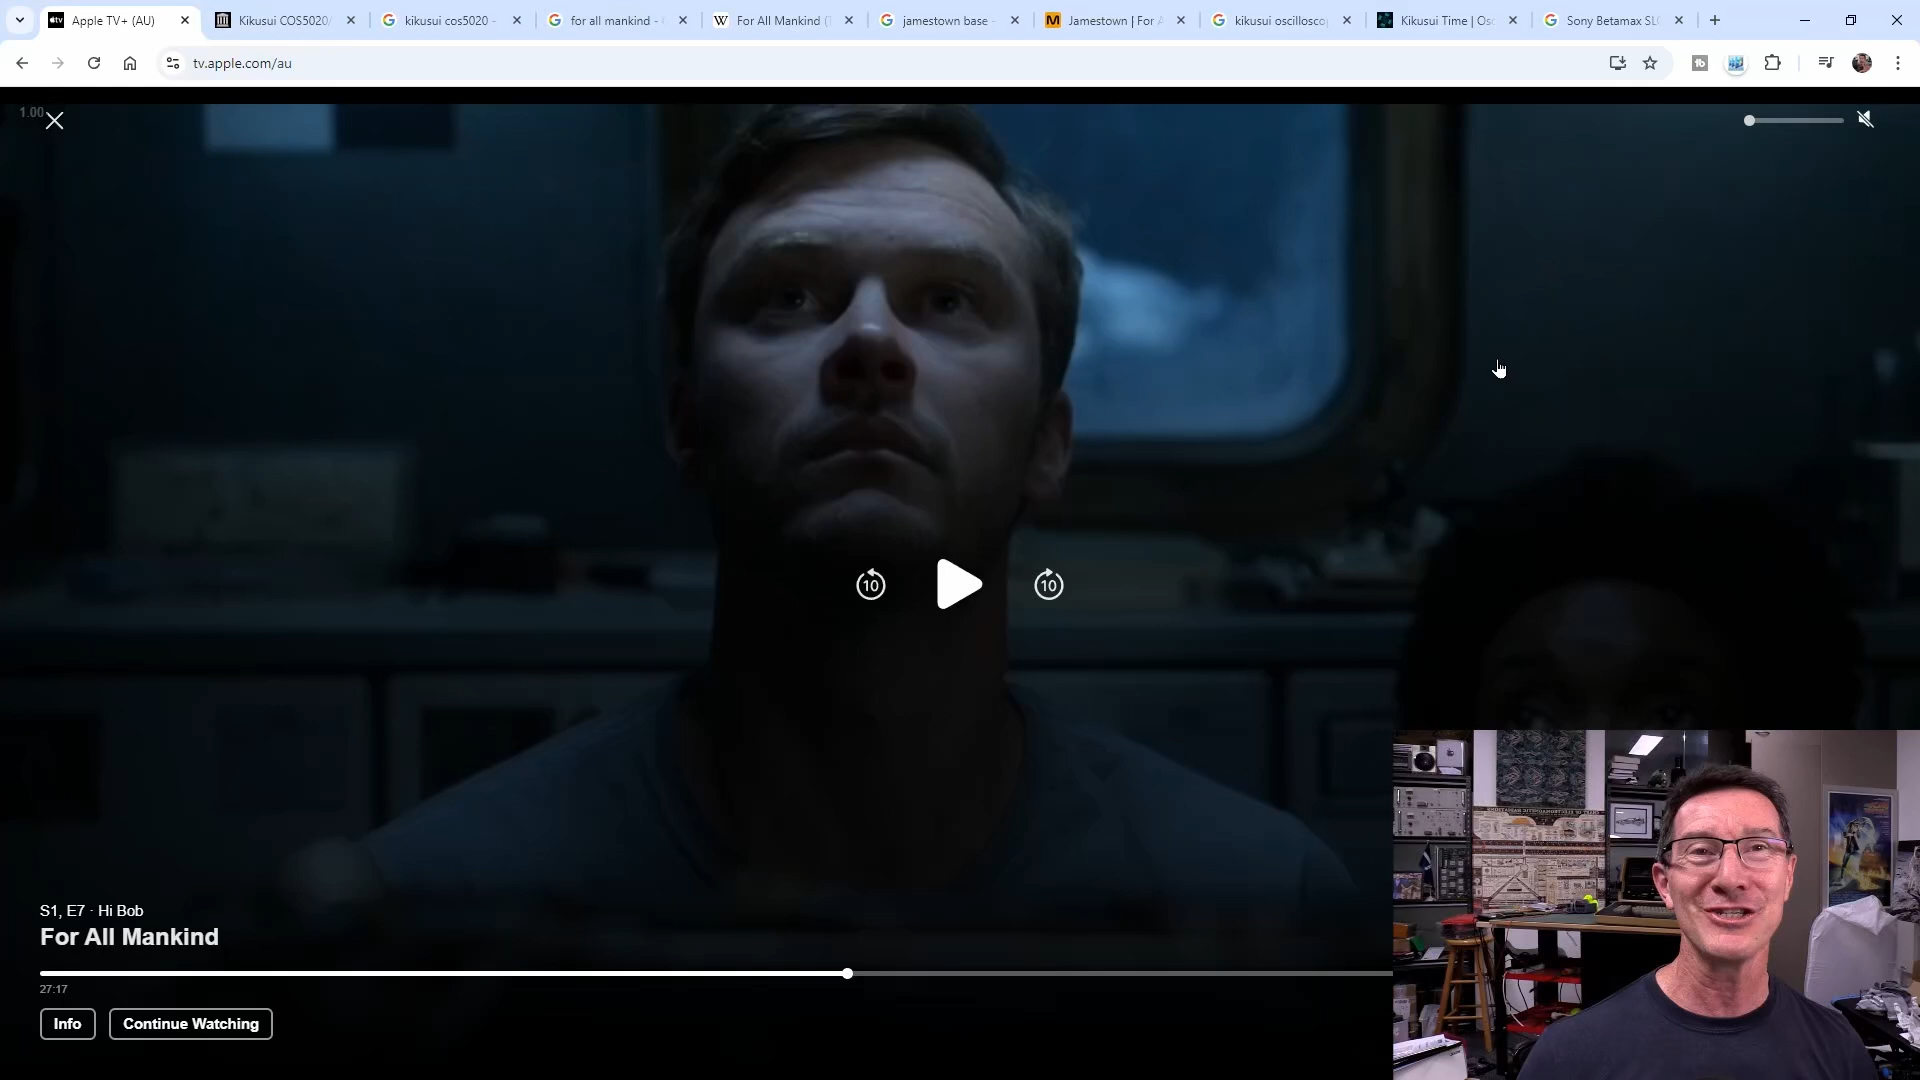 Apple TV+ (AU)
Kikusui COS5020/
kikusui cos5020 -
for all mankind -
For All Mankind (
jamestown base -
Jamestown | For A
kikusui oscillosco
Kikusui Time | Osc
Sony Betamax SL
tv.apple.com/au
1.00
10
10
S1, E7 · Hi Bob
For All Mankind
27:17
Info
Continue Watching